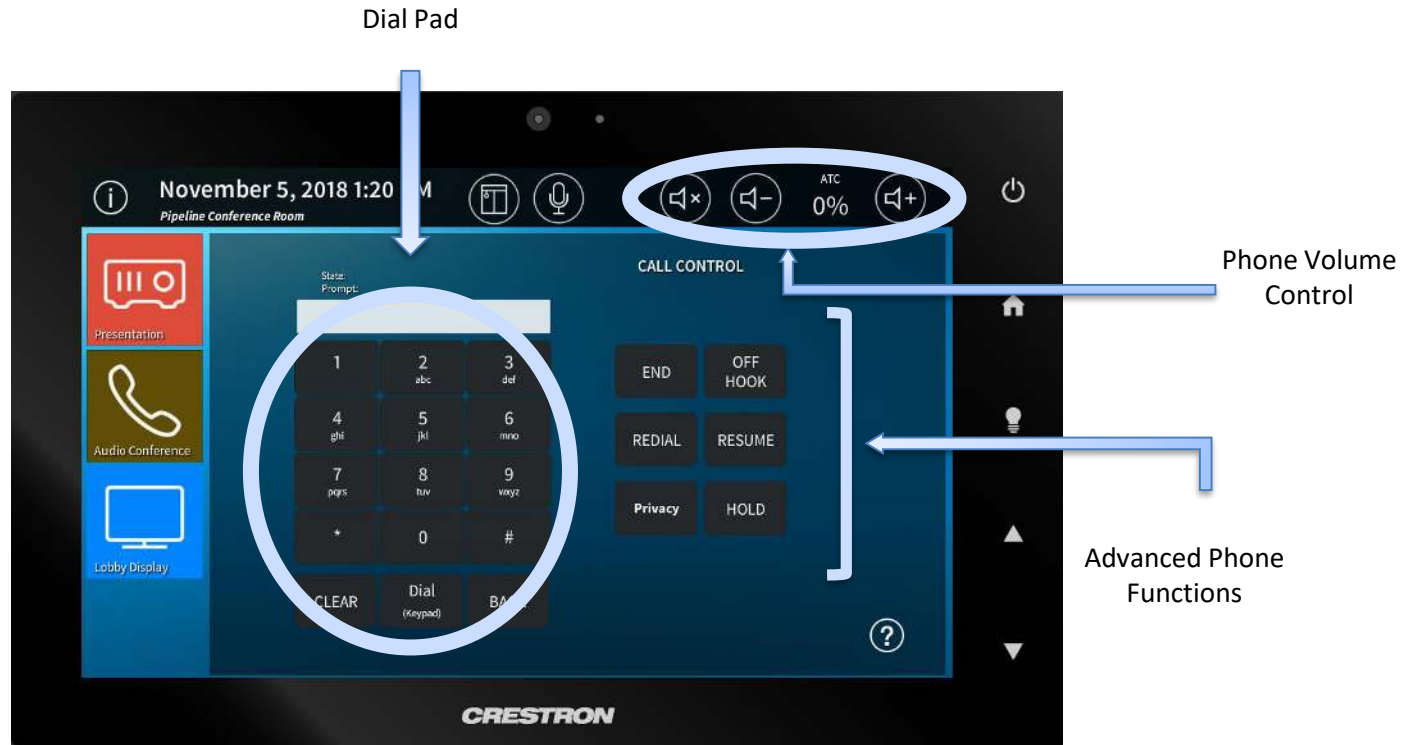 Dial Pad
November 5, 2018 1:20 M
Pipeline Conference Room
ATC
0%
Phone Volume
Control
CALL CONTROL
State:
Prompt:
Presentation
1
2
abc
3
def
END
OFF
HOOK
4
ghi
5
jkl
6
mno
REDIAL
RESUME
Audio Conference
7
pqrs
8
tuv
9
wxyz
Privacy
HOLD
*
0
#
Lobby Display
Advanced Phone
Functions
CLEAR
Dial
(Keypad)
?
CRESTRON